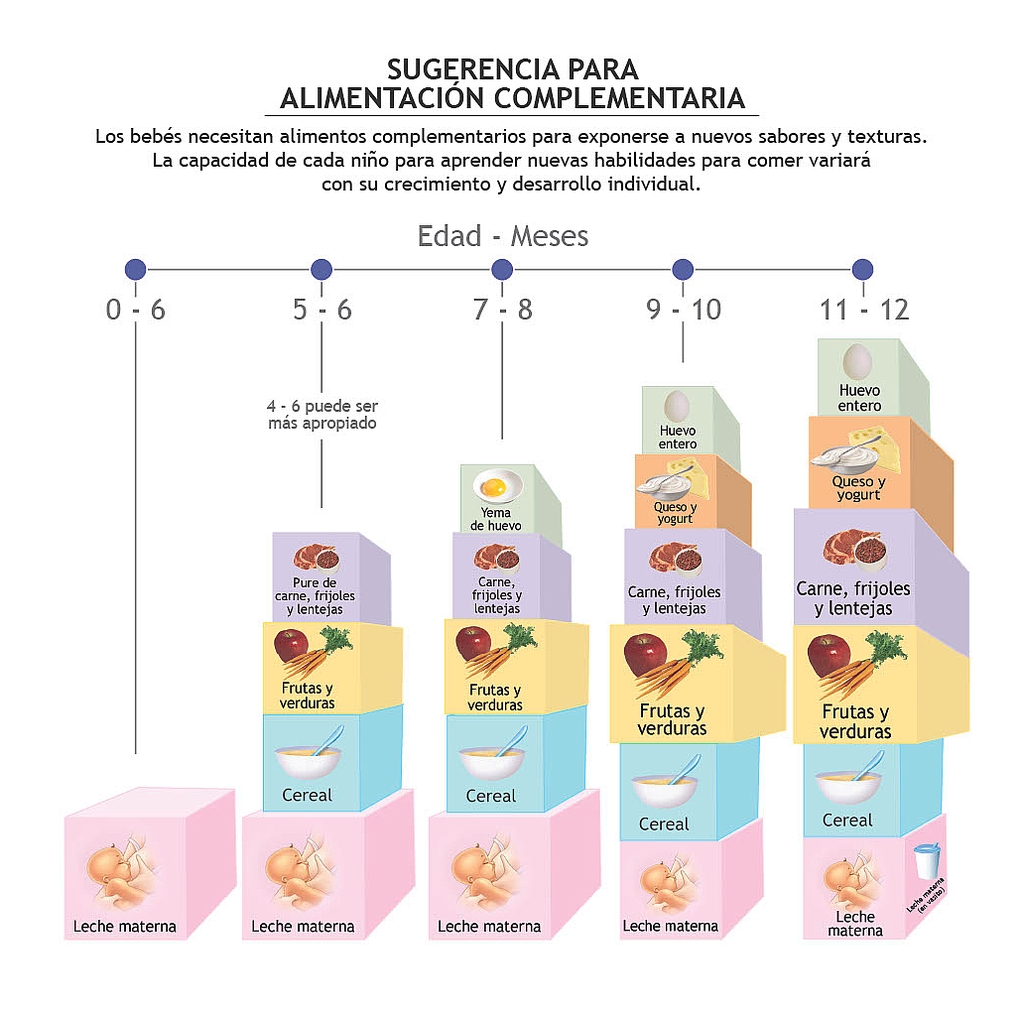 SUGERENCIA PARA
ALIMENTACIÓN COMPLEMENTARIA
Los bebés necesitan alimentos complementarios para exponerse a nuevos sabores y texturas.
La capacidad de cada niño para aprender nuevas habilidades para comer variará
con su crecimiento y desarrollo individual.
Edad - Meses
0 - 6
5 - 6
7 - 8
9 - 10
11 - 12
4 - 6 puede ser
más apropiado
Leche materna
Pure de
carne, frijoles
y lentejas
Frutas y
verduras
Cereal
Leche materna
Yema
de huevo
Carne,
frijoles y
lentejas
Frutas y
verduras
Cereal
Leche materna
Huevo
entero
Queso y
yogurt
Carne, frijoles
y lentejas
Frutas y
verduras
Cereal
Leche materna
Huevo
entero
Queso y
yogurt
Carne, frijoles
y lentejas
Frutas y
verduras
Cereal
Leche
materna
Leche materna
(en vasito)